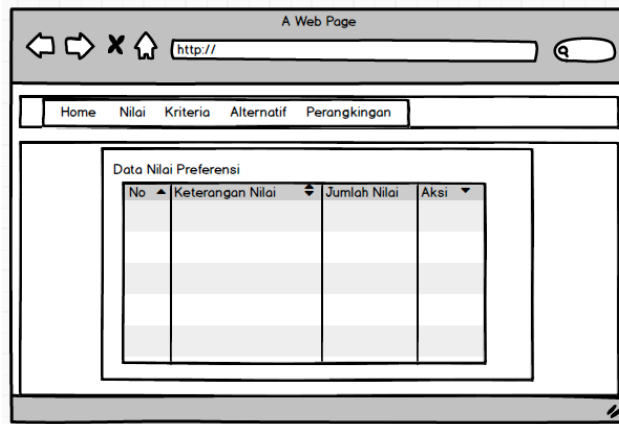 A Web Page
http://
Home Nilai Kriteria Alternatif Perangkingan
Data Nilai Preferensi
No Keterangan Nilai Jumlah Nilai Aksi